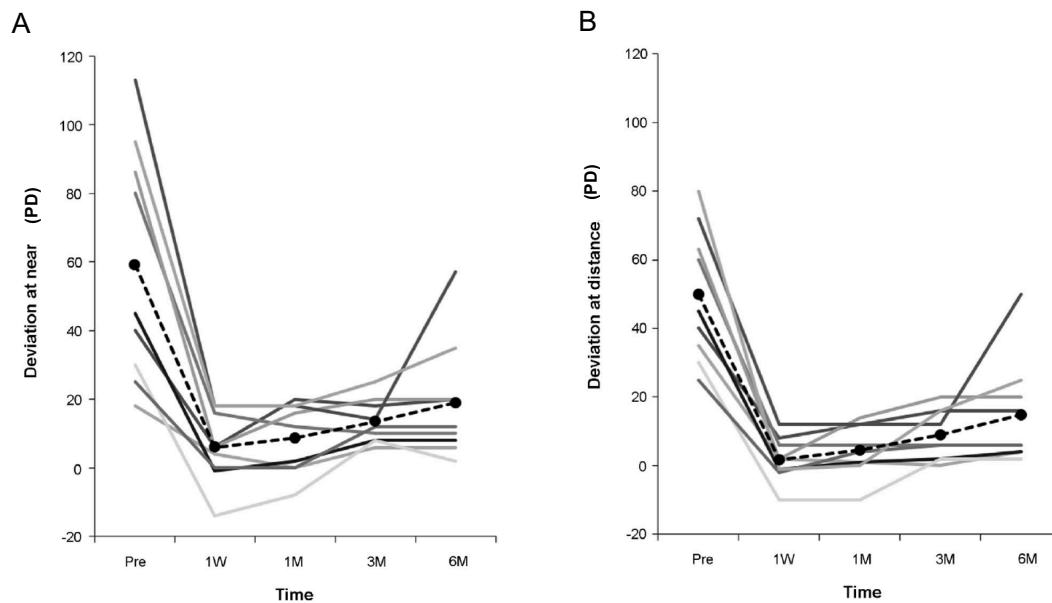 A
Deviation at near (PD)
120
100
80
60
40
20
0
-20
Pre 1W 1M 3M 6M
Time
B
Deviation at distance (PD)
120
100
80
60
40
20
0
-20
Pre 1W 1M 3M 6M
Time